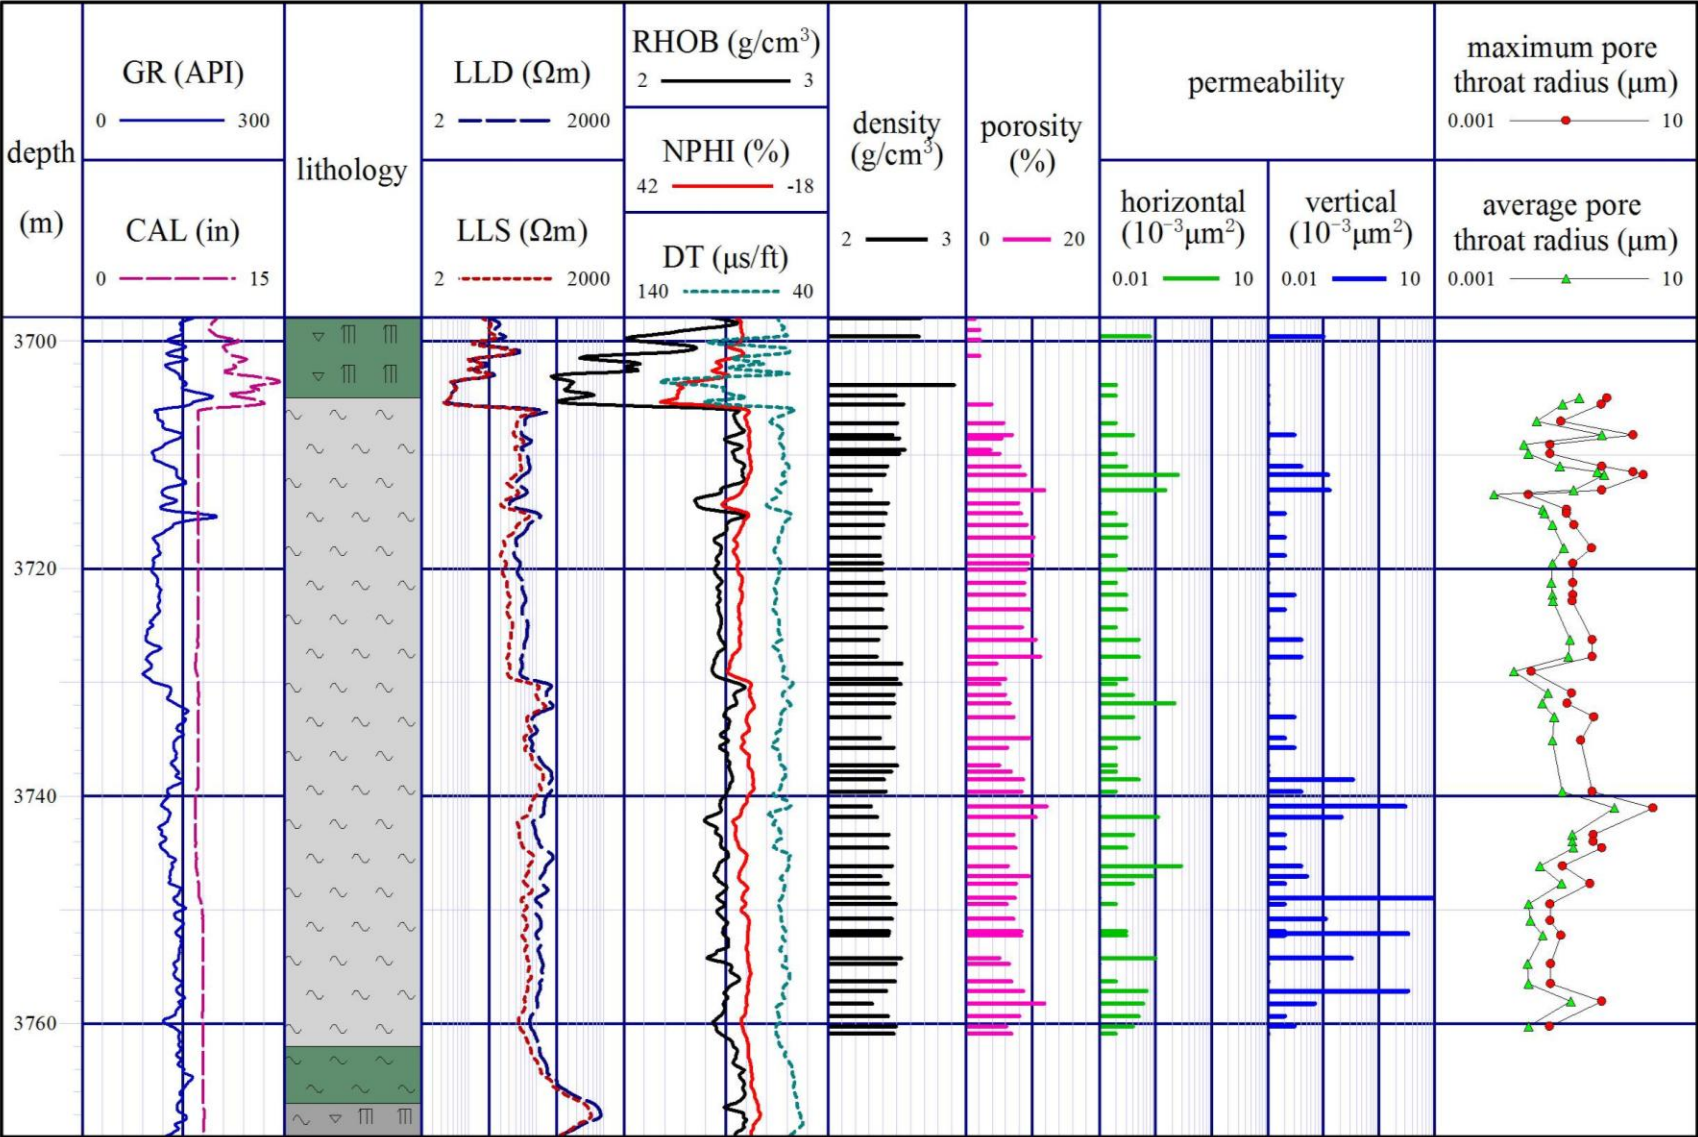 depth
(m)
GR (API)
0 300
CAL (in)
0 15
lithology
LLD (Ωm)
2 2000
LLS (Ωm)
2 2000
RHOB (g/cm³)
2 3
NPHI (%)
42 -18
DT (μs/ft)
140 40
density
(g/cm³)
2 3
porosity
(%)
0 20
permeability
horizontal
(10⁻³μm²)
0.01 10
vertical
(10⁻³μm²)
0.01 10
maximum pore
throat radius (μm)
0.001 10
average pore
throat radius (μm)
0.001 10
3700
3720
3740
3760